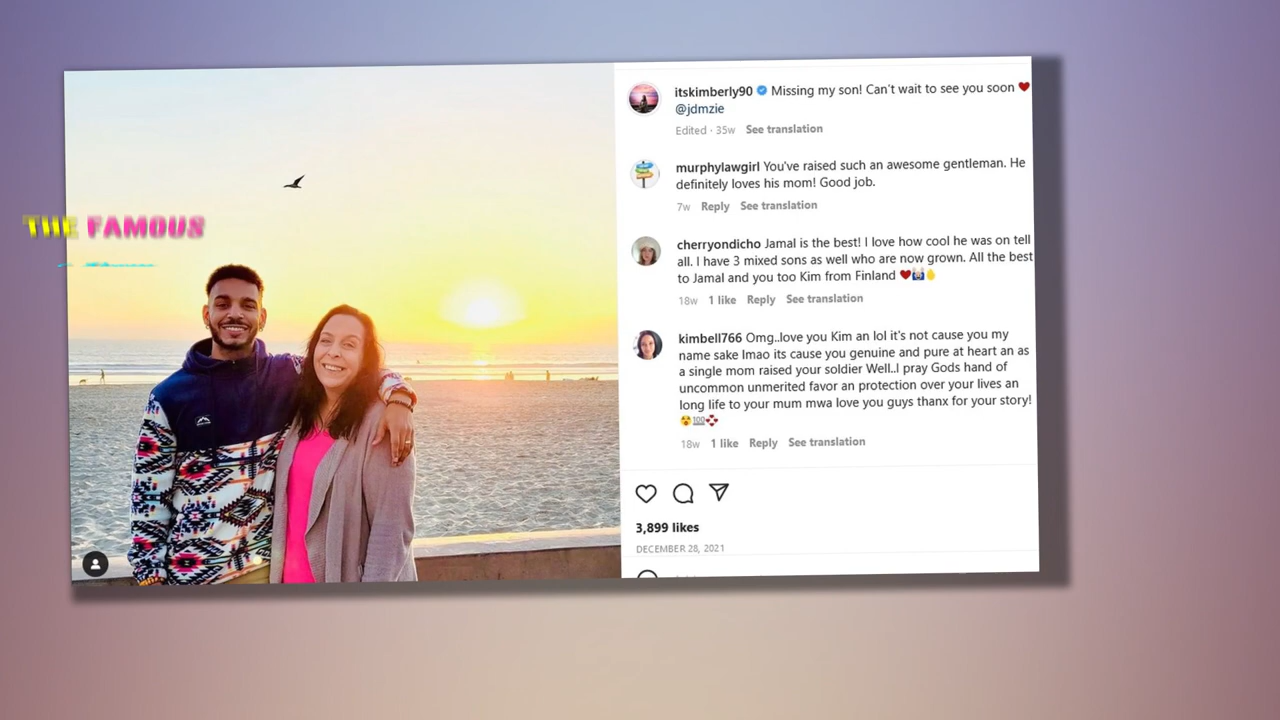 THE FAMOUS
itskimberly90 Missing my son! Can't wait to see you soon ❤️
@jdmzie
Edited · 35w See translation
murphylawgirl You've raised such an awesome gentleman. He
definitely loves his mom! Good job.
7w Reply See translation
cherryondicho Jamal is the best! I love how cool he was on tell
all. I have 3 mixed sons as well who are now grown. All the best
to Jamal and you too Kim from Finland ❤️
18w 1 like Reply See translation
kimbell766 Omg..love you Kim an lol it's not cause you my
name sake lmao its cause you genuine and pure at heart an as
a single mom raised your soldier Well..I pray Gods hand of
uncommon unmerited favor an protection over your lives an
long life to your mum mwa love you guys thanx for your story!
😲💯💞
18w 1 like Reply See translation
3,899 likes
DECEMBER 28, 2021